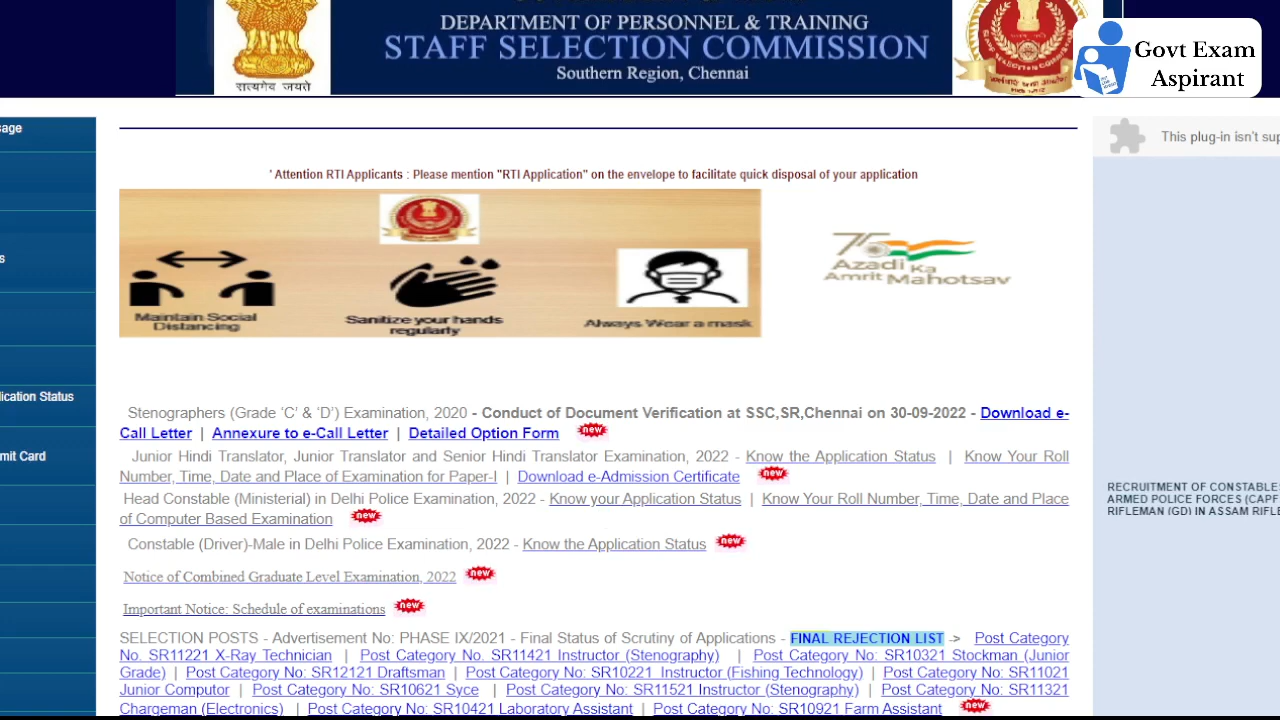 DEPARTMENT OF PERSONNEL & TRAINING
STAFF SELECTION COMMISSION
Southern Region, Chennai
सत्यमेव जयते
Govt Exam
Aspirant
sage
s
lication Status
mit Card
This plug-in isn't sup
' Attention RTI Applicants : Please mention "RTI Application" on the envelope to facilitate quick disposal of your application
Maintain Social
Distancing
Sanitize your hands
regularly
Always Wear a mask
75
Azadi Ka
Amrit Mahotsav
Stenographers (Grade ‘C’ & ‘D’) Examination, 2020 - Conduct of Document Verification at SSC,SR,Chennai on 30-09-2022 - Download e-
Call Letter | Annexure to e-Call Letter | Detailed Option Form new
Junior Hindi Translator, Junior Translator and Senior Hindi Translator Examination, 2022 - Know the Application Status | Know Your Roll
Number, Time, Date and Place of Examination for Paper-I | Download e-Admission Certificate new
Head Constable (Ministerial) in Delhi Police Examination, 2022 - Know your Application Status | Know Your Roll Number, Time, Date and Place
of Computer Based Examination new
Constable (Driver)-Male in Delhi Police Examination, 2022 - Know the Application Status new
Notice of Combined Graduate Level Examination, 2022 new
Important Notice: Schedule of examinations new
SELECTION POSTS - Advertisement No: PHASE IX/2021 - Final Status of Scrutiny of Applications - FINAL REJECTION LIST -> Post Category
No. SR11221 X-Ray Technician | Post Category No. SR11421 Instructor (Stenography) | Post Category No: SR10321 Stockman (Junior
Grade) | Post Category No: SR12121 Draftsman | Post Category No: SR10221 Instructor (Fishing Technology) | Post Category No: SR11021
Junior Computor | Post Category No: SR10621 Syce | Post Category No: SR11521 Instructor (Stenography) | Post Category No: SR11321
Chargeman (Electronics) | Post Category No: SR10421 Laboratory Assistant | Post Category No: SR10921 Farm Assistant new
RECRUITMENT OF CONSTABLES
ARMED POLICE FORCES (CAPF
RIFLEMAN (GD) IN ASSAM RIFLE